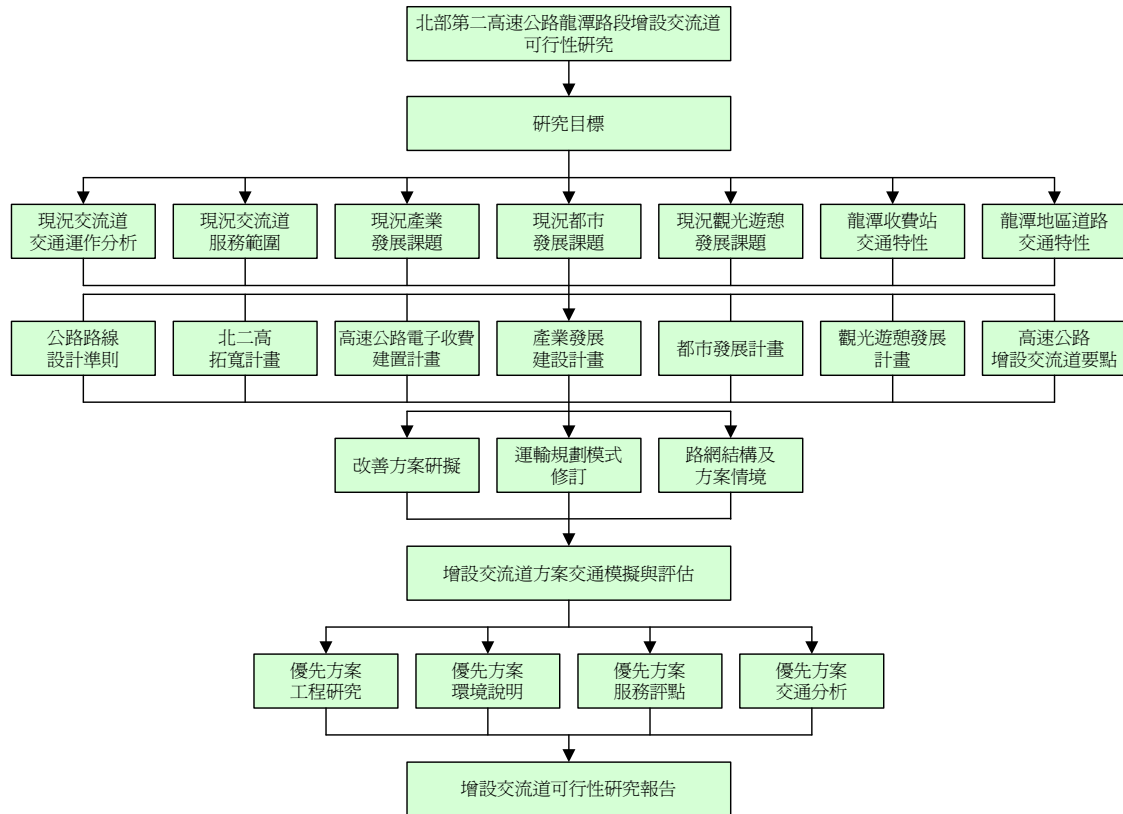 北部第二高速公路龍潭路段增設交流道
可行性研究
研究目標
現況交流道
交通運作分析
現況交流道
服務範圍
現況產業
發展課題
現況都市
發展課題
現況觀光遊憩
發展課題
龍潭收費站
交通特性
龍潭地區道路
交通特性
公路路線
設計準則
北二高
拓寬計畫
高速公路電子收費
建置計畫
產業發展
建設計畫
都市發展計畫
觀光遊憩發展
計畫
高速公路
增設交流道要點
改善方案研擬
運輸規劃模式
修訂
路網結構及
方案情境
增設交流道方案交通模擬與評估
優先方案
工程研究
優先方案
環境說明
優先方案
服務評點
優先方案
交通分析
增設交流道可行性研究報告